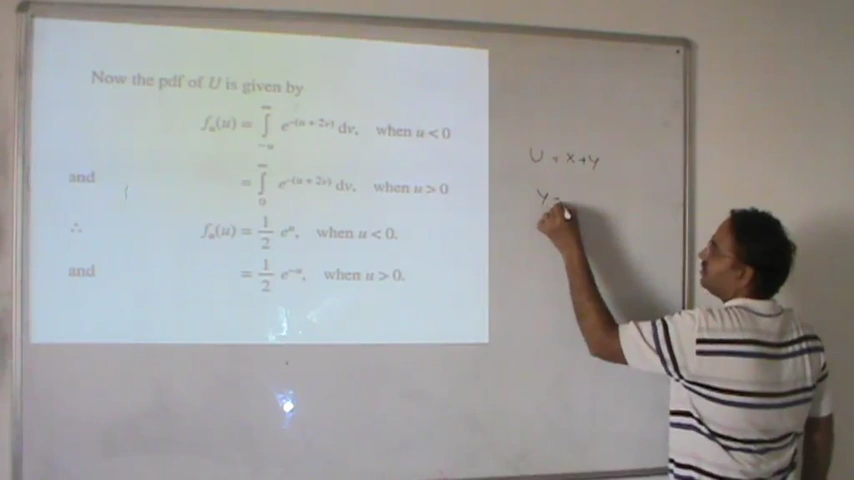 Now the pdf of U is given by
fᵤ(u) = ∫_{−u}^{∞} e^{−(u + 2v)} dv, when u < 0
and = ∫_{0}^{∞} e^{−(u + 2v)} dv, when u > 0
∴ fᵤ(u) = 1/2 e^{u}, when u < 0.
and = 1/2 e^{−u}, when u > 0.
U = x+y
Y =